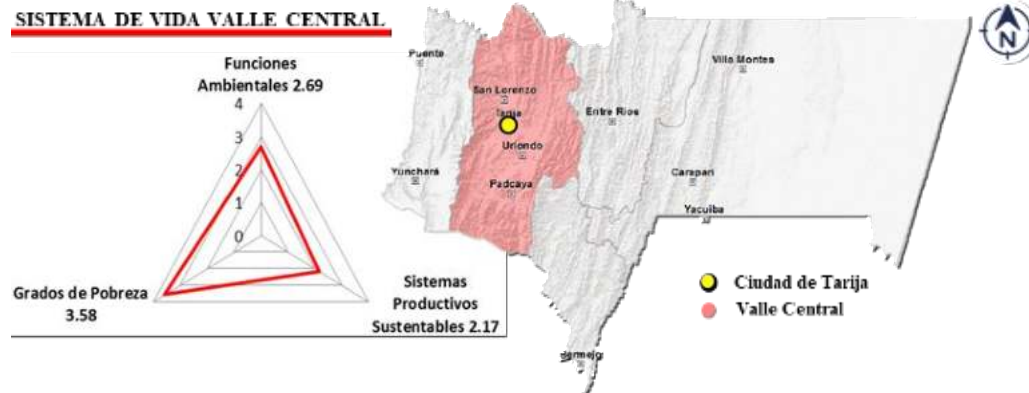 SISTEMA DE VIDA VALLE CENTRAL
Funciones
Ambientales 2.69
4
3
2
1
0
Grados de Pobreza
3.58
Sistemas
Productivos
Sustentables 2.17
N
Puente
Villa Montes
San Lorenzo
Tarija
Entre Rios
Uriondo
Yunchará
Padcaya
Carapari
Yacuiba
Ciudad de Tarija
Valle Central